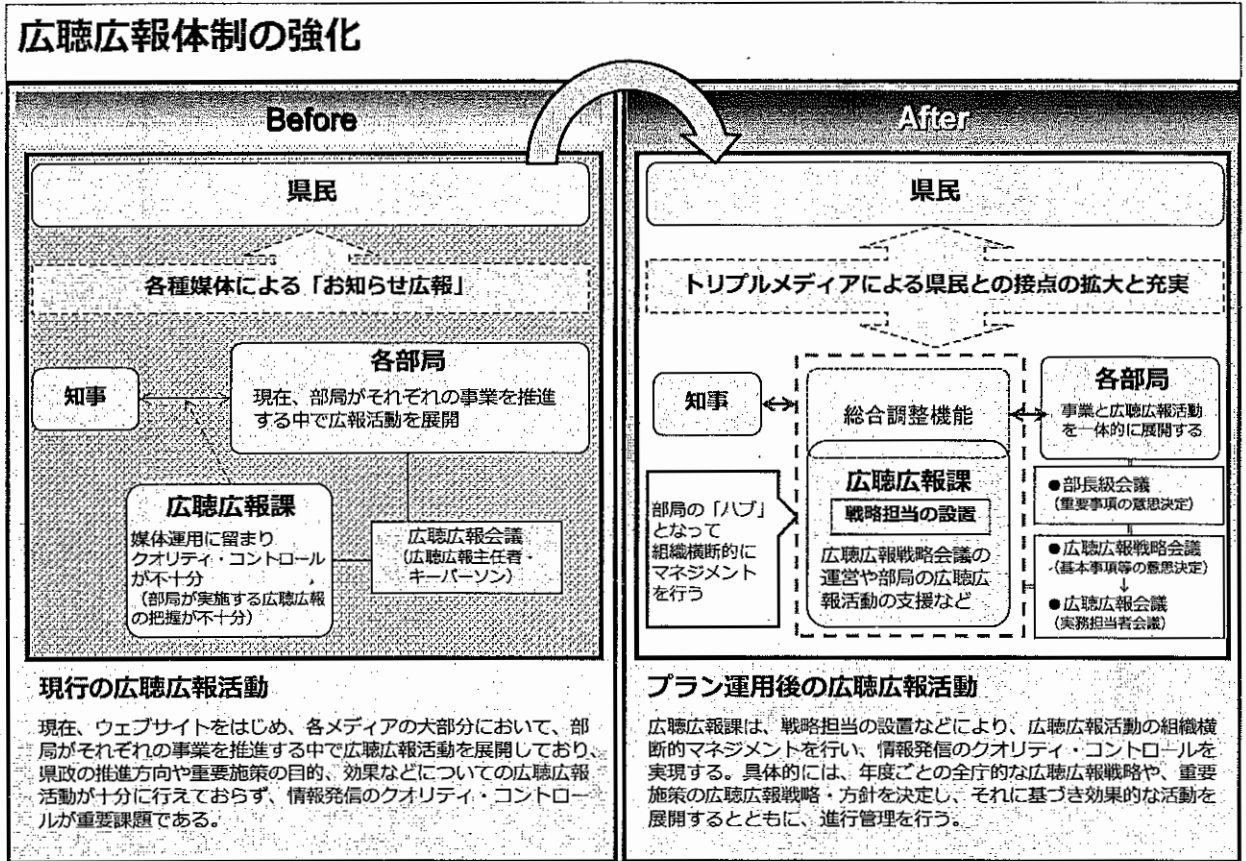 広聴広報体制の強化
Before
県民
各種媒体による「お知らせ広報」
知事
各部局
現在、部局がそれぞれの事業を推進
する中で広報活動を展開
広聴広報課
媒体運用に留まり
クオリティ・コントロール
が不十分
（部局が実施する広聴広報
の把握が不十分）
広聴広報会議
（広聴広報主任者・
キーパーソン）
現行の広聴広報活動
現在、ウェブサイトをはじめ、各メディアの大部分において、部
局がそれぞれの事業を推進する中で広聴広報活動を展開しており、
県政の推進方向や重要施策の目的、効果などについての広聴広報
活動が十分に行えておらず、情報発信のクオリティ・コントロー
ルが重要課題である。
After
県民
トリプルメディアによる県民との接点の拡大と充実
知事
総合調整機能
広聴広報課
戦略担当の設置
広聴広報戦略会議の
運営や部局の広聴広
報活動の支援など
部局の「ハブ」
となって
組織横断的に
マネジメント
を行う
各部局
事業と広聴広報活動
を一体的に展開する
●部長級会議
（重要事項の意思決定）
●広聴広報戦略会議
（基本事項等の意思決定）
↓
●広聴広報会議
（実務担当者会議）
プラン運用後の広聴広報活動
広聴広報課は、戦略担当の設置などにより、広聴広報活動の組織横
断的マネジメントを行い、情報発信のクオリティ・コントロールを
実現する。具体的には、年度ごとの全庁的な広聴広報戦略や、重要
施策の広聴広報戦略・方針を決定し、それに基づき効果的な活動を
展開するとともに、進行管理を行う。